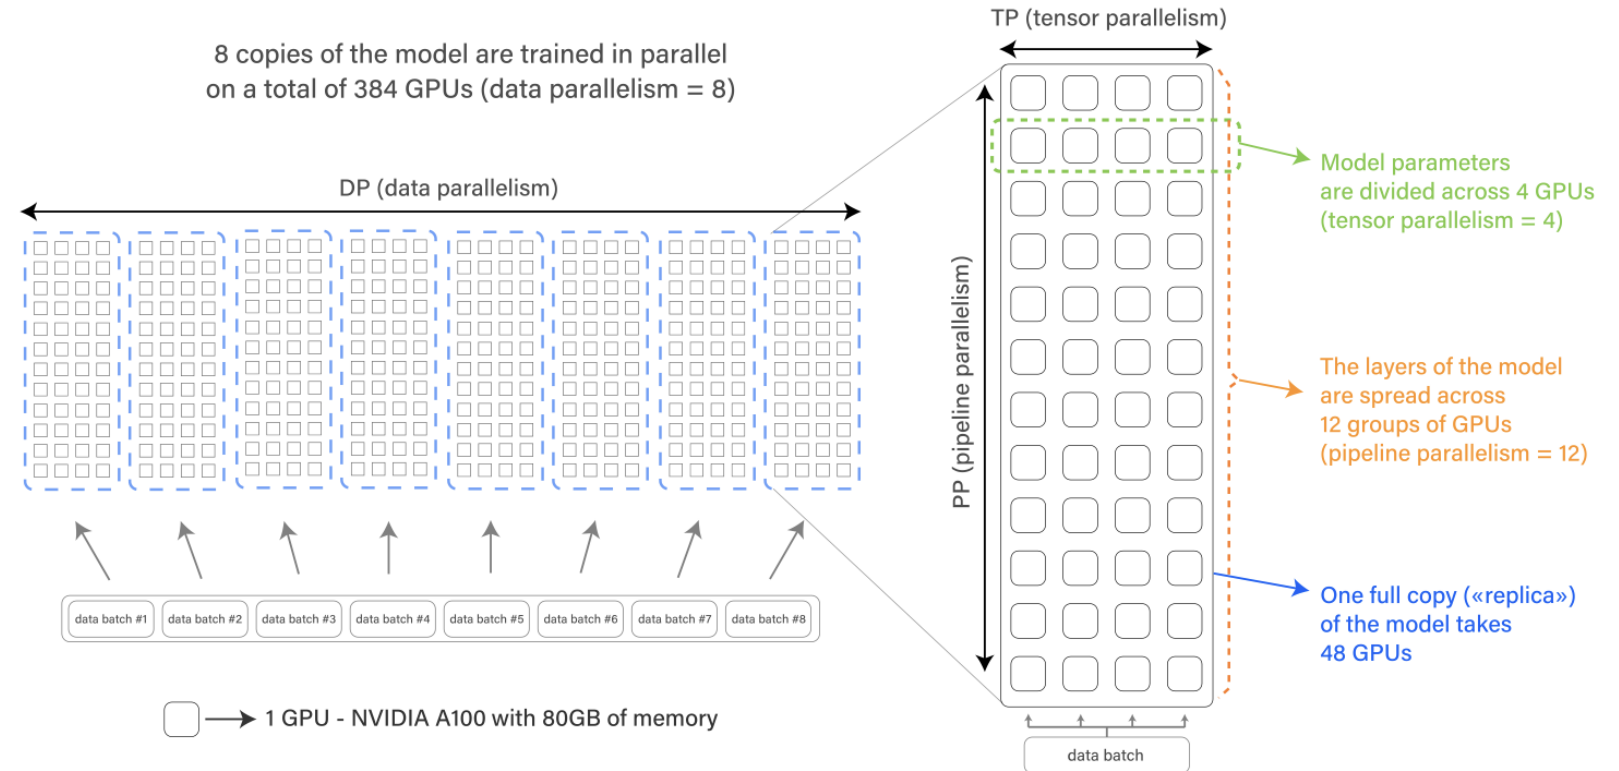 8 copies of the model are trained in parallel
on a total of 384 GPUs (data parallelism = 8)
DP (data parallelism)
data batch #1
data batch #2
data batch #3
data batch #4
data batch #5
data batch #6
data batch #7
data batch #8
1 GPU - NVIDIA A100 with 80GB of memory
TP (tensor parallelism)
PP (pipeline parallelism)
Model parameters
are divided across 4 GPUs
(tensor parallelism = 4)
The layers of the model
are spread across
12 groups of GPUs
(pipeline parallelism = 12)
One full copy («replica»)
of the model takes
48 GPUs
data batch